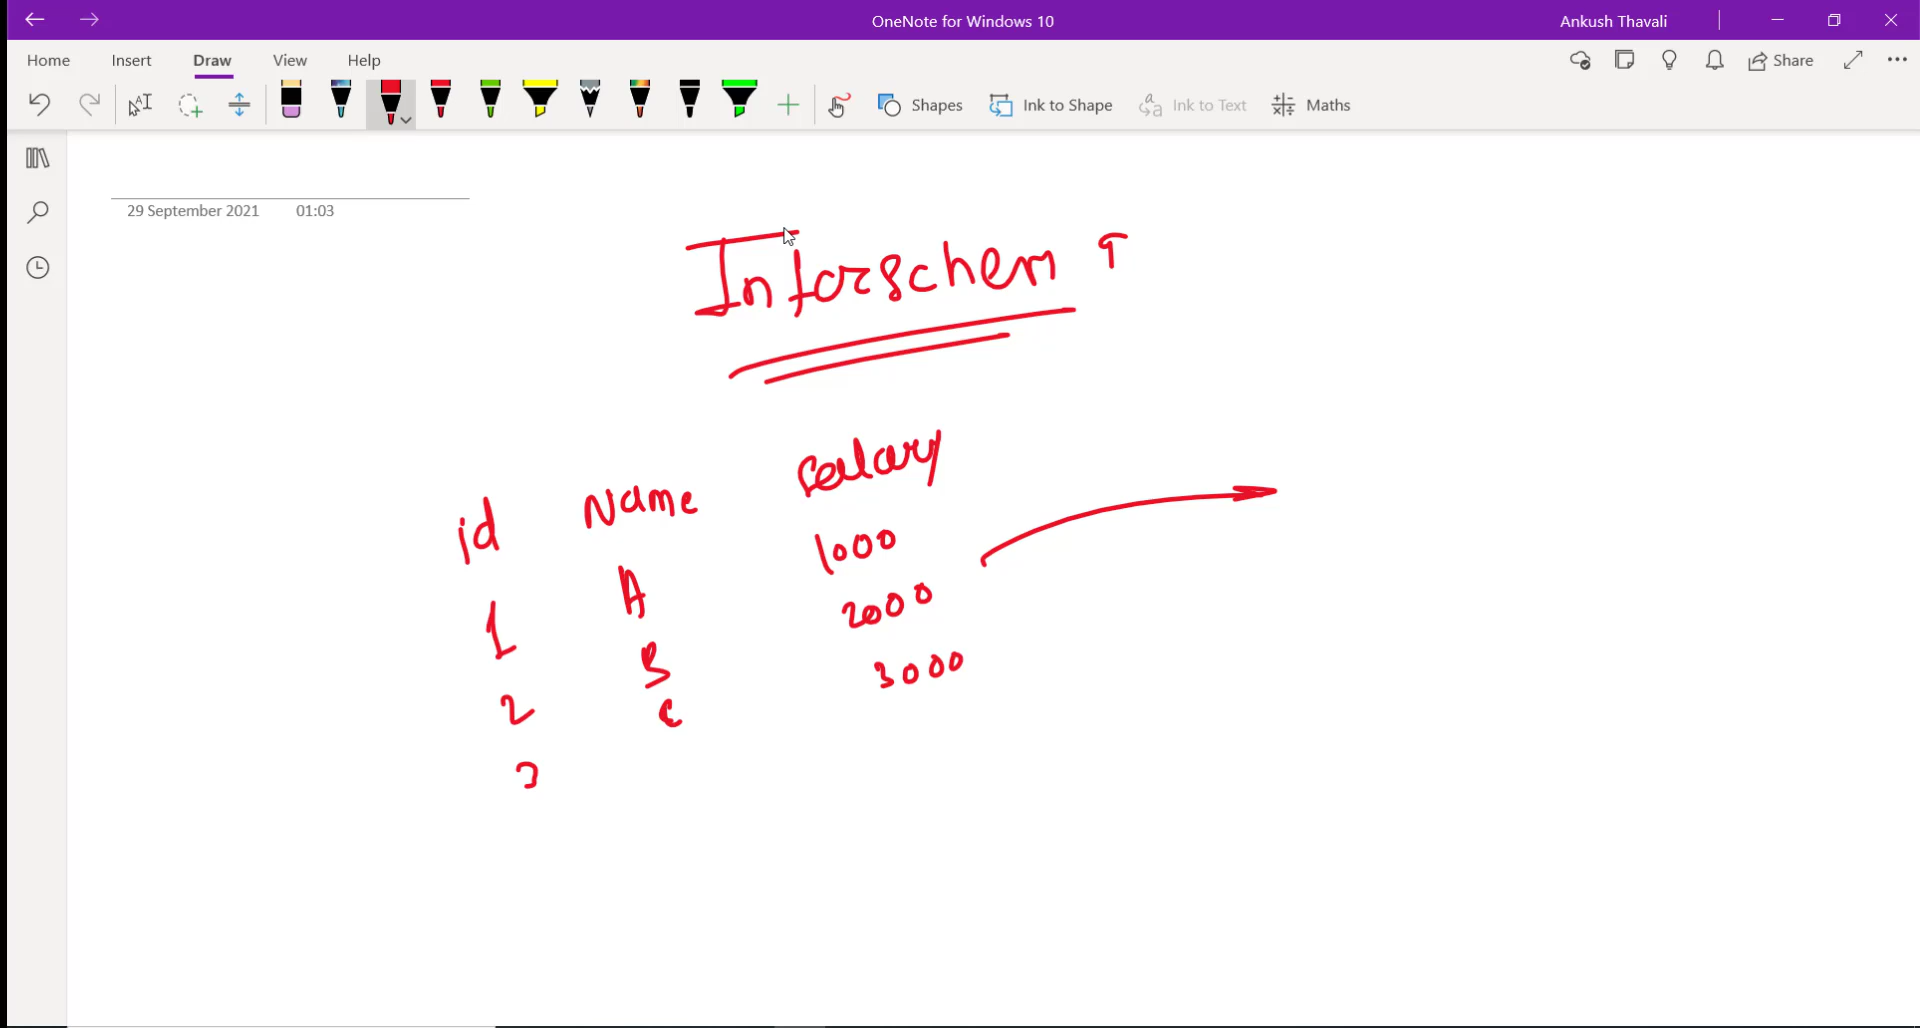 OneNote for Windows 10
Ankush Thavali
Home Insert Draw View Help
Share
Shapes Ink to Shape Ink to Text Maths
29 September 2021 01:03
Inforschem
id Name salary
1 A 1000
2 B 2000
3 C 3000